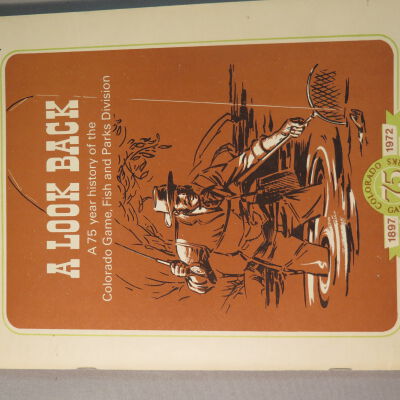 A LOOK BACK
A 75 year history of the
Colorado Game, Fish and Parks Division
1897
COLORADO
75
1972